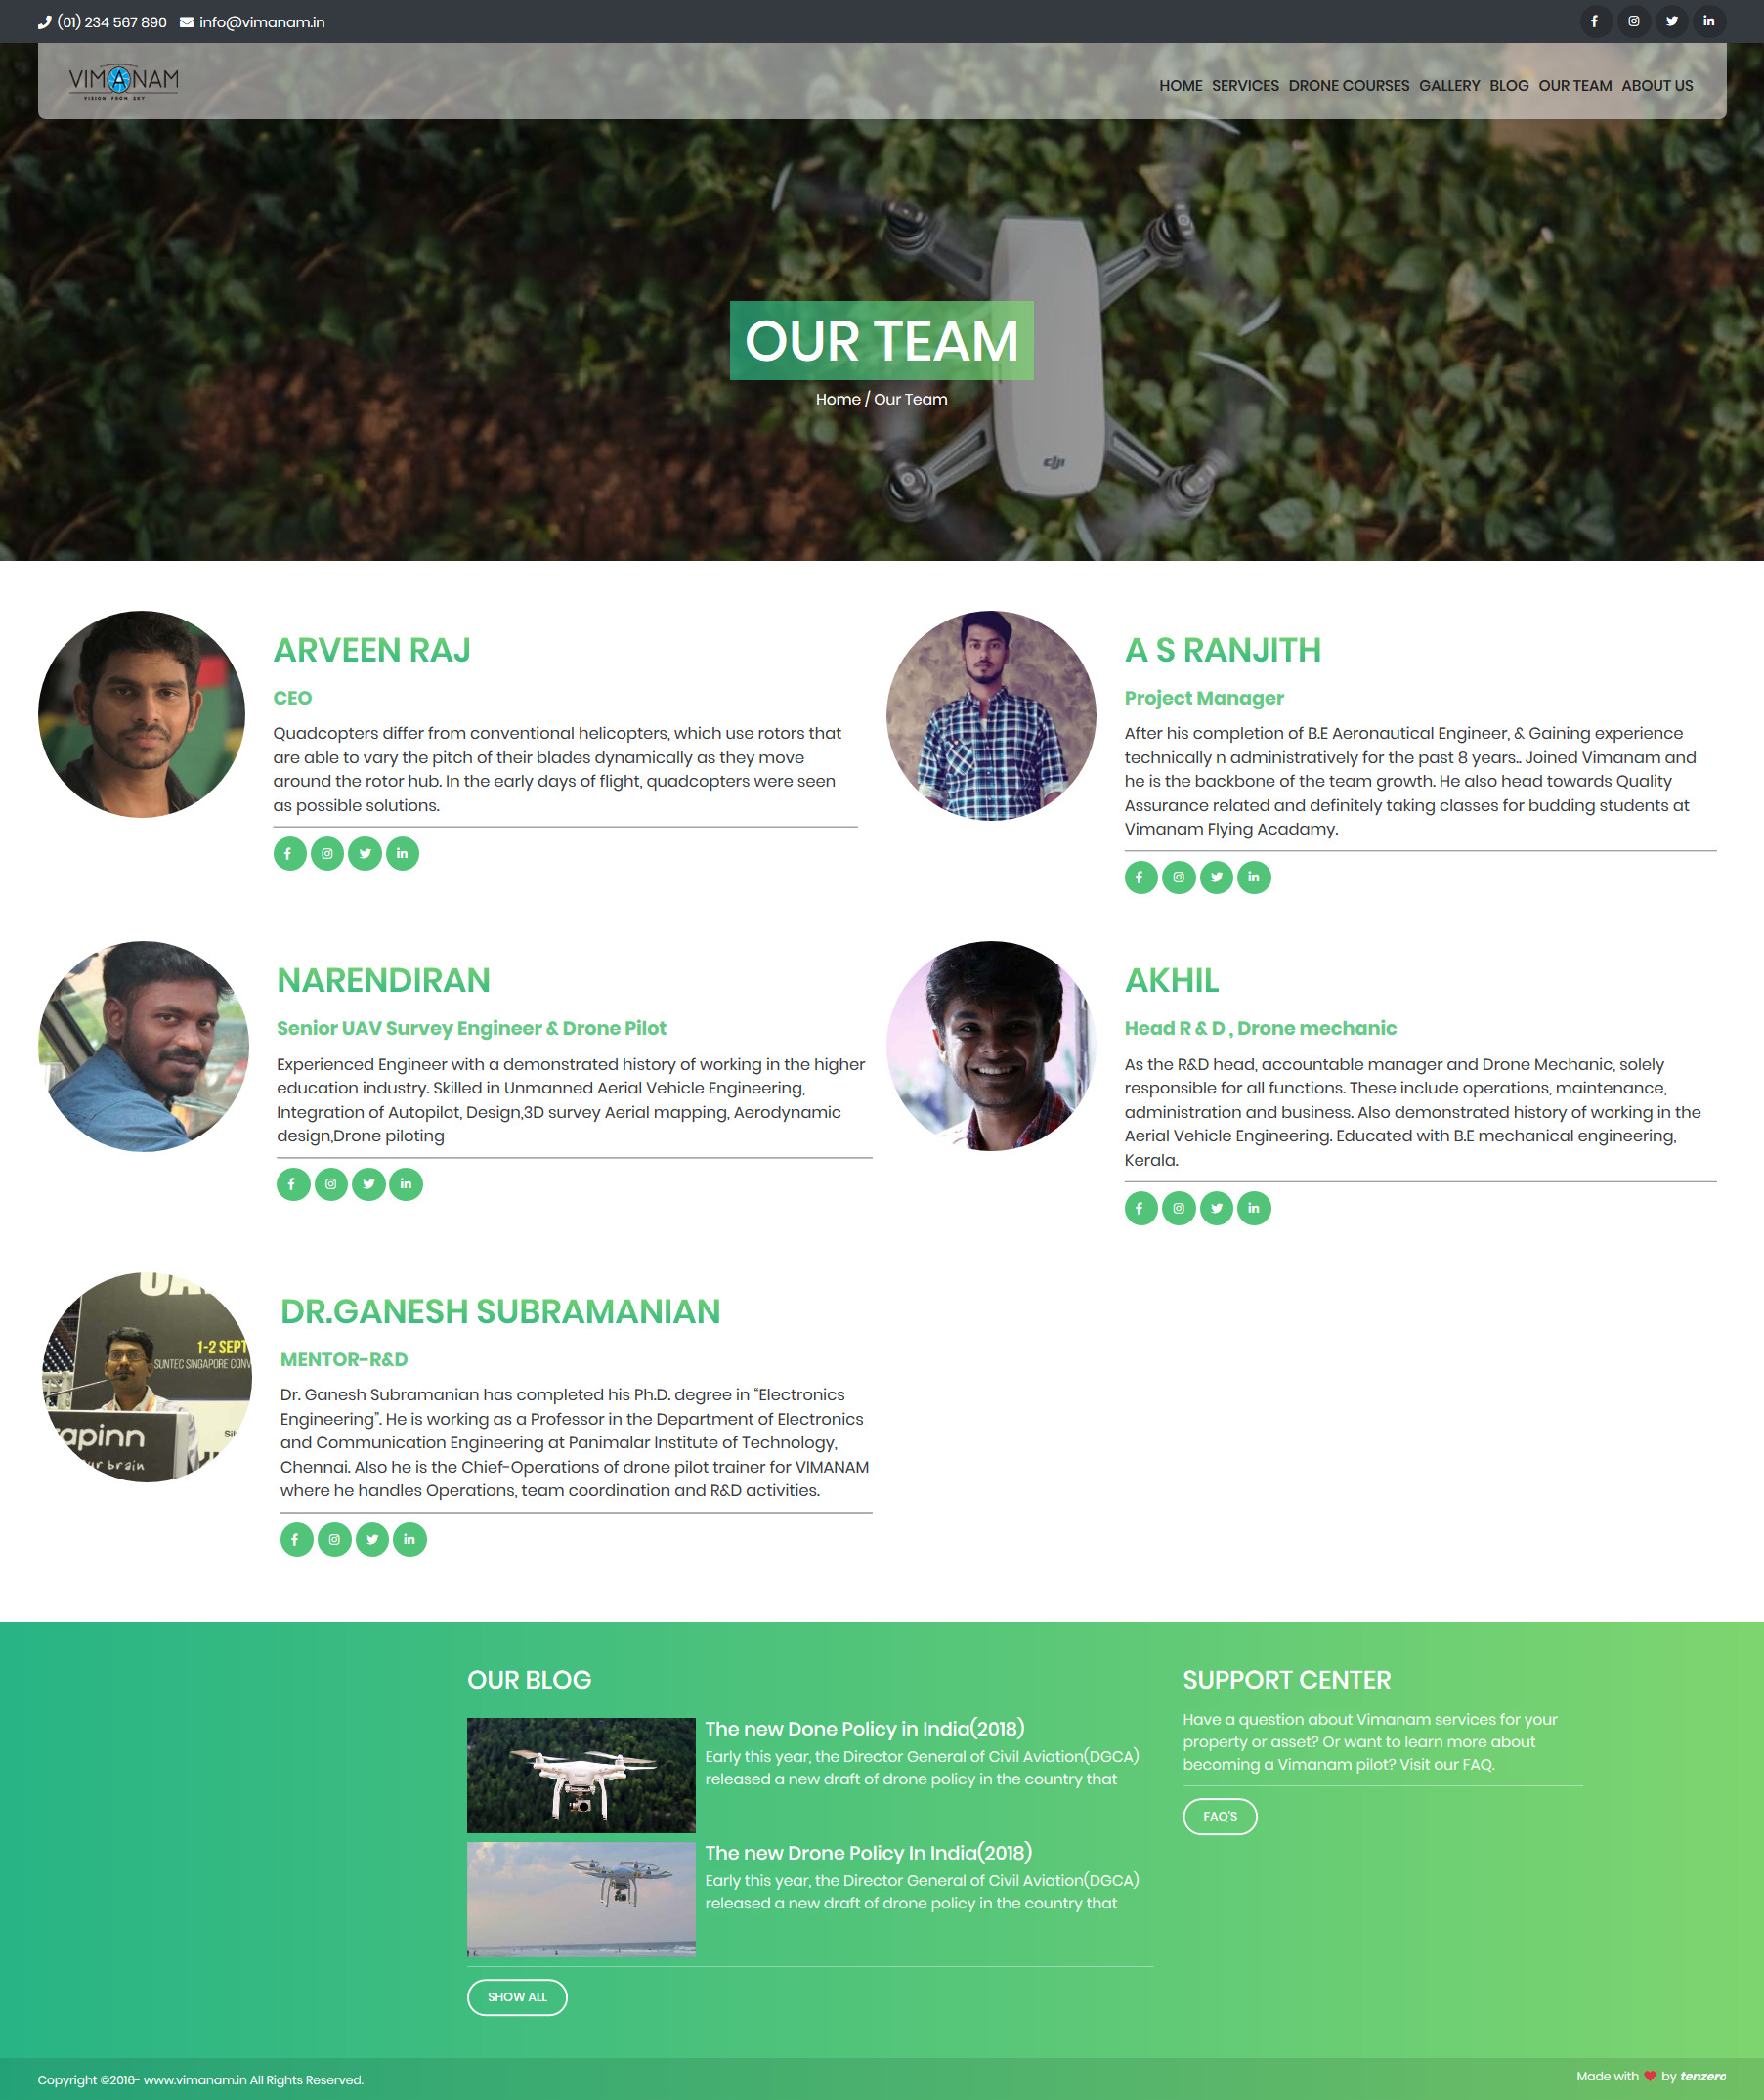 (01) 234 567 890 info@vimanam.in
VIMANAM
VISION FROM SKY
HOME SERVICES DRONE COURSES GALLERY BLOG OUR TEAM ABOUT US
OUR TEAM
Home / Our Team
dji
ARVEEN RAJ
CEO
Quadcopters differ from conventional helicopters, which use rotors that
are able to vary the pitch of their blades dynamically as they move
around the rotor hub. In the early days of flight, quadcopters were seen
as possible solutions.
A S RANJITH
Project Manager
After his completion of B.E Aeronautical Engineer, & Gaining experience
technically n administratively for the past 8 years.. Joined Vimanam and
he is the backbone of the team growth. He also head towards Quality
Assurance related and definitely taking classes for budding students at
Vimanam Flying Acadamy.
NARENDIRAN
Senior UAV Survey Engineer & Drone Pilot
Experienced Engineer with a demonstrated history of working in the higher
education industry. Skilled in Unmanned Aerial Vehicle Engineering,
Integration of Autopilot, Design,3D survey Aerial mapping, Aerodynamic
design,Drone piloting
AKHIL
Head R & D , Drone mechanic
As the R&D head, accountable manager and Drone Mechanic, solely
responsible for all functions. These include operations, maintenance,
administration and business. Also demonstrated history of working in the
Aerial Vehicle Engineering. Educated with B.E mechanical engineering,
Kerala.
1-2 SEPT
SUNTEC SINGAPORE CONV
apinn
ur brain
DR.GANESH SUBRAMANIAN
MENTOR-R&D
Dr. Ganesh Subramanian has completed his Ph.D. degree in "Electronics
Engineering". He is working as a Professor in the Department of Electronics
and Communication Engineering at Panimalar Institute of Technology,
Chennai. Also he is the Chief-Operations of drone pilot trainer for VIMANAM
where he handles Operations, team coordination and R&D activities.
OUR BLOG
The new Done Policy in India(2018)
Early this year, the Director General of Civil Aviation(DGCA)
released a new draft of drone policy in the country that
The new Drone Policy In India(2018)
Early this year, the Director General of Civil Aviation(DGCA)
released a new draft of drone policy in the country that
SHOW ALL
SUPPORT CENTER
Have a question about Vimanam services for your
property or asset? Or want to learn more about
becoming a Vimanam pilot? Visit our FAQ.
FAQ'S
Copyright ©2016- www.vimanam.in All Rights Reserved.
Made with ❤ by tenzero